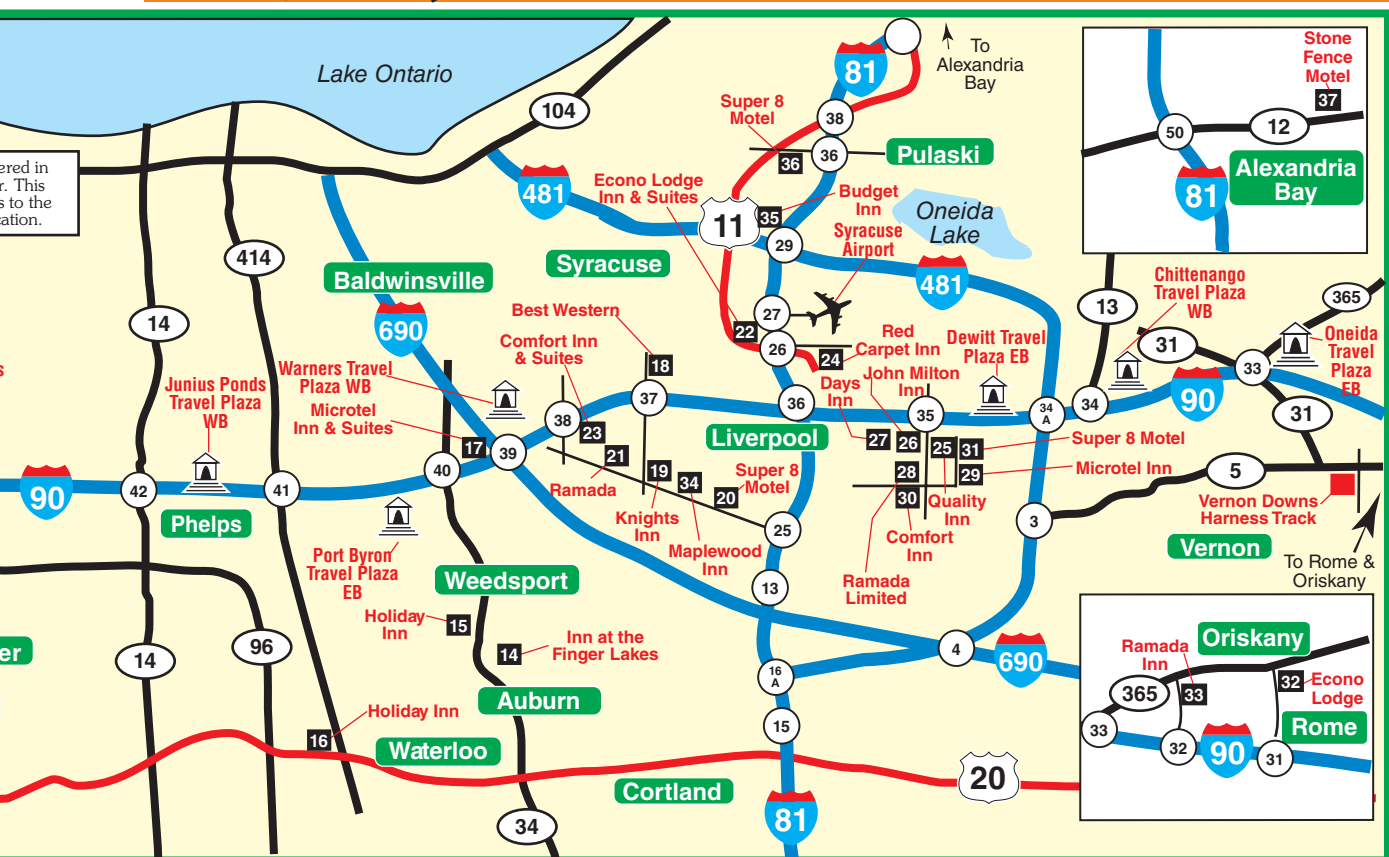 Lake Ontario
104
81
To
Alexandria
Bay
38
Super 8
Motel
36
36
Pulaski
Stone
Fence
Motel
37
50
12
81
Alexandria
Bay
ered in
r. This
s to the
cation.
481
Econo Lodge
Inn & Suites
11
35
Budget
Inn
Oneida
Lake
29
Syracuse
Airport
481
414
Baldwinsville
Syracuse
690
14
27
22
26
24
Red
Carpet Inn
Dewitt Travel
Plaza EB
13
Chittenango
Travel Plaza
WB
365
31
33
Oneida
Travel
Plaza
EB
s
Junius Ponds
Travel Plaza
WB
Warners Travel
Plaza WB
Microtel
Inn & Suites
17
Best Western
Comfort Inn
& Suites
18
37
38
23
39
40
21
Ramada
19
Knights
Inn
34
Maplewood
Inn
20
Super 8
Motel
36
Liverpool
Days
Inn
John Milton
Inn
35
27
26
25
31
Super 8 Motel
28
29
Microtel Inn
30
Quality
Inn
Comfort
Inn
Ramada
Limited
34
A
34
90
31
5
Vernon Downs
Harness Track
3
Vernon
To Rome &
Oriskany
90
42
41
Phelps
Port Byron
Travel Plaza
EB
Weedsport
25
13
Holiday
Inn
15
14
Inn at the
Finger Lakes
er
14
96
Auburn
16
A
4
690
15
16
Holiday Inn
Waterloo
Cortland
20
34
81
Oriskany
Ramada
Inn
365
33
32
Econo
Lodge
Rome
33
32
90
31